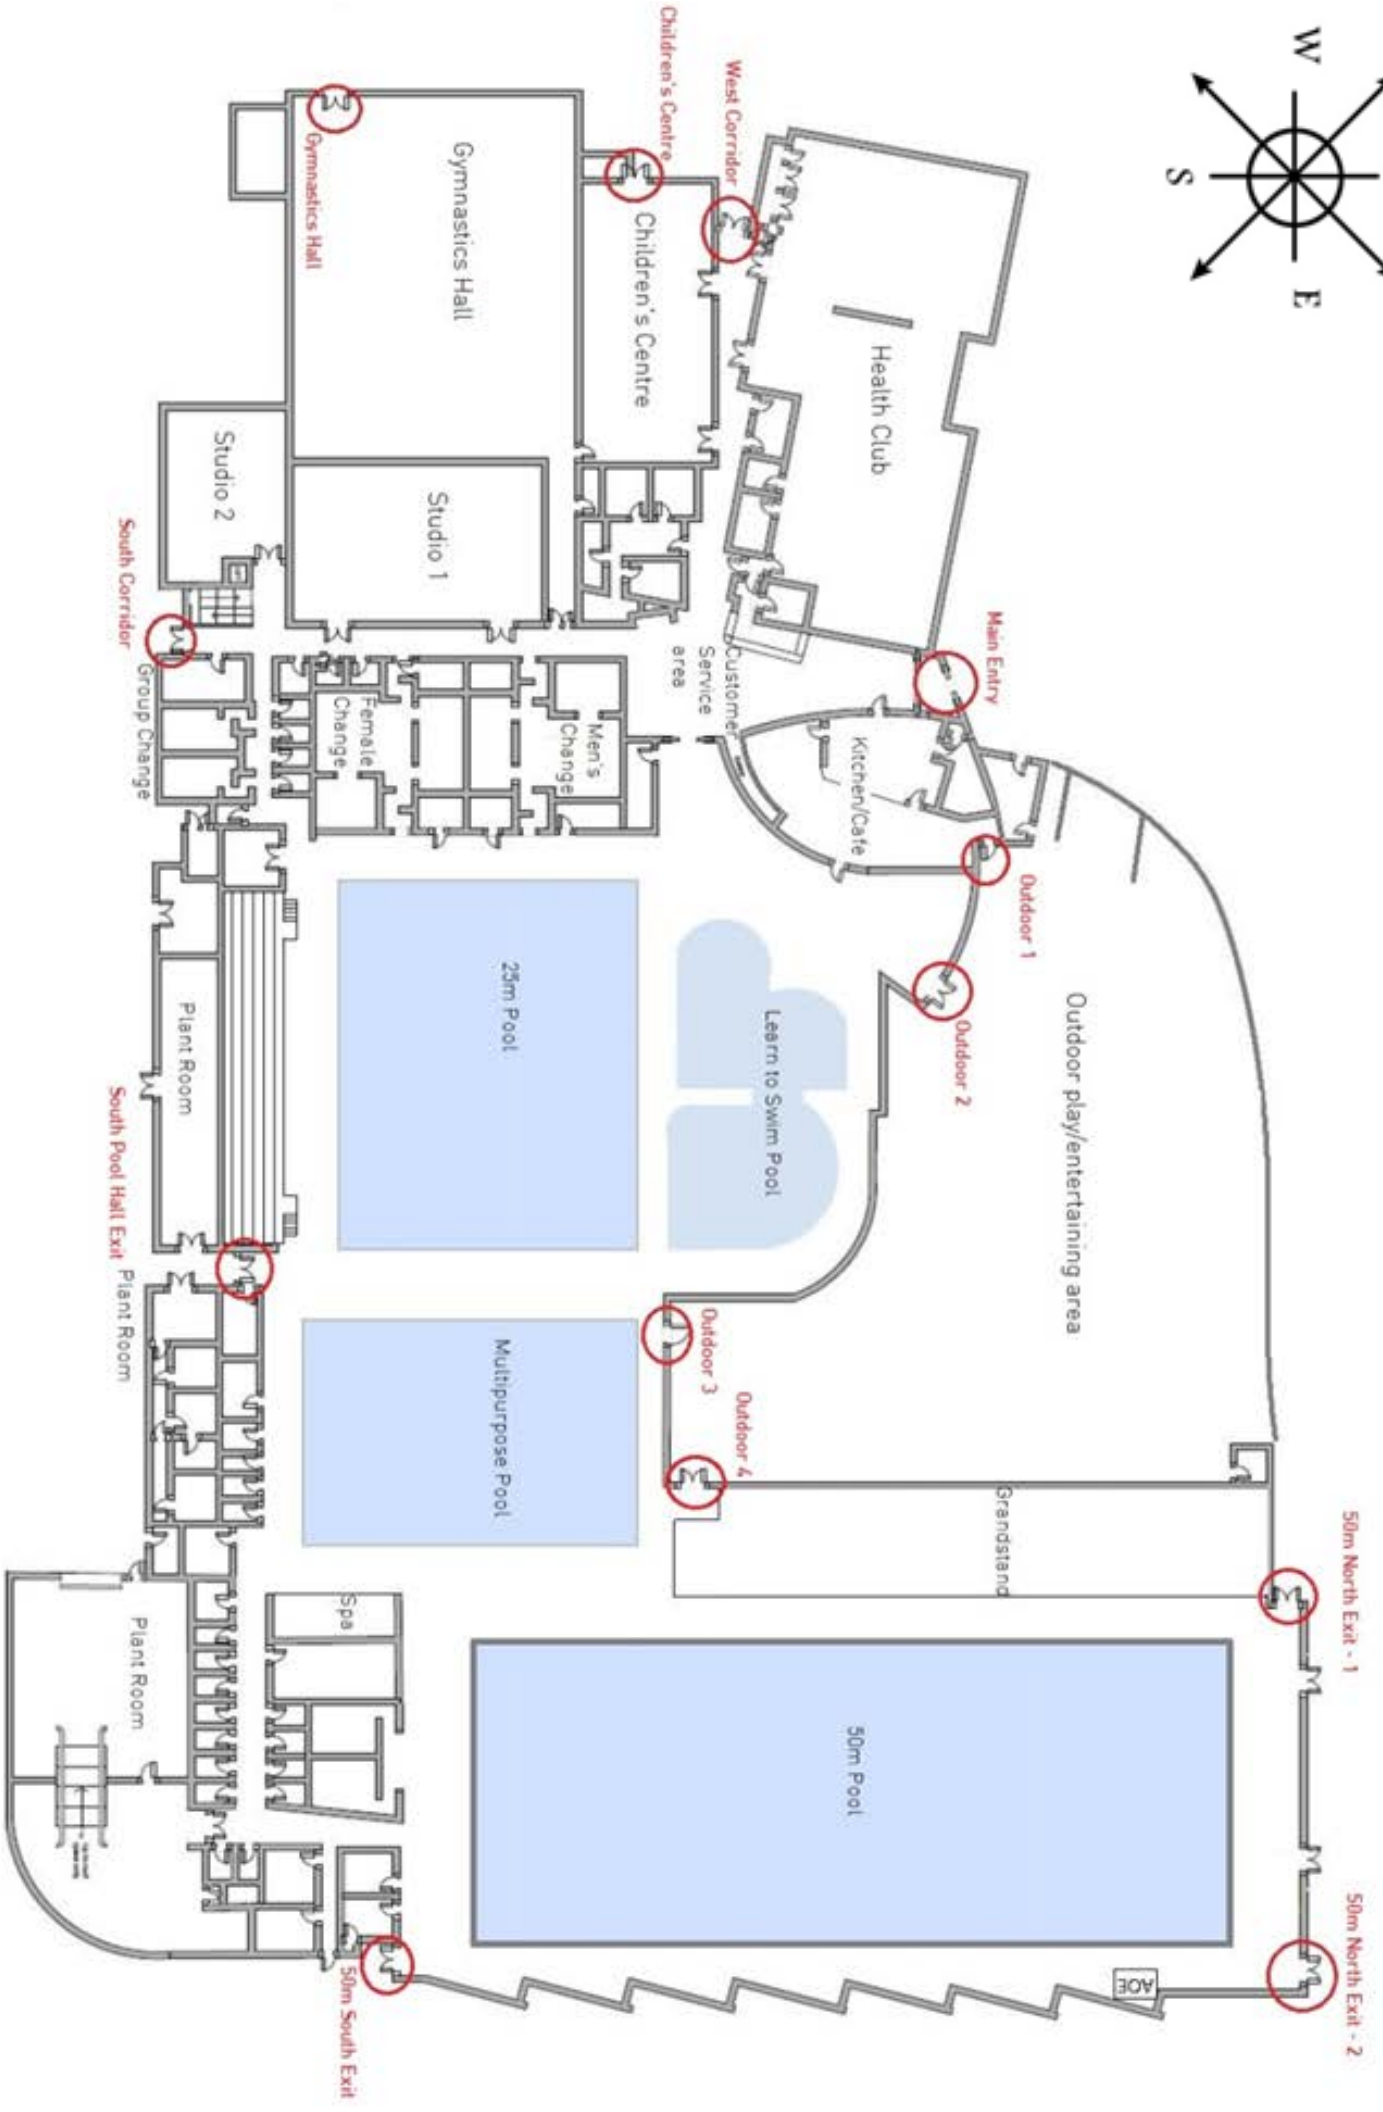 W
S
E
Children's Centre
West Corridor
Gymnastics Hall
Gymnastics Hall
Children's Centre
Health Club
Studio 2
Studio 1
South Corridor
Main Entry
Customer
Service
area
Group Change
Female
Change
Men's
Change
Kitchen/Cafe
Outdoor 1
Outdoor 2
Outdoor play/entertaining area
25m Pool
Learn to Swim Pool
Plant Room
South Pool Hall Exit
Plant Room
Multipurpose Pool
Outdoor 3
Outdoor 4
Grandstand
50m North Exit - 1
Spa
Plant Room
50m Pool
50m North Exit - 2
50m South Exit
AOE